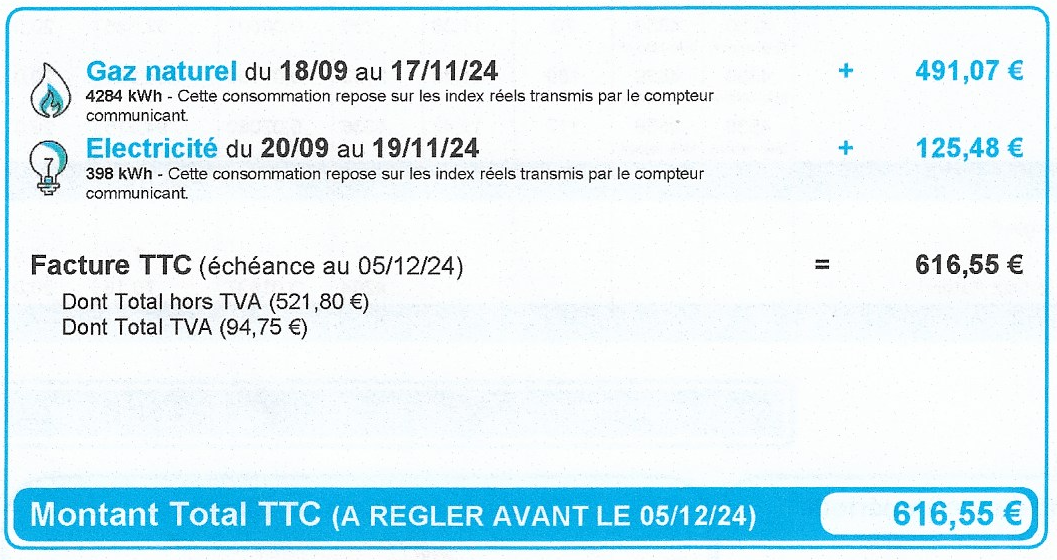 Gaz naturel du 18/09 au 17/11/24 + 491,07 €
4284 kWh - Cette consommation repose sur les index réels transmis par le compteur
communicant.
Electricité du 20/09 au 19/11/24 + 125,48 €
398 kWh - Cette consommation repose sur les index réels transmis par le compteur
communicant.
Facture TTC (échéance au 05/12/24) = 616,55 €
Dont Total hors TVA (521,80 €)
Dont Total TVA (94,75 €)
Montant Total TTC (A REGLER AVANT LE 05/12/24) 616,55 €